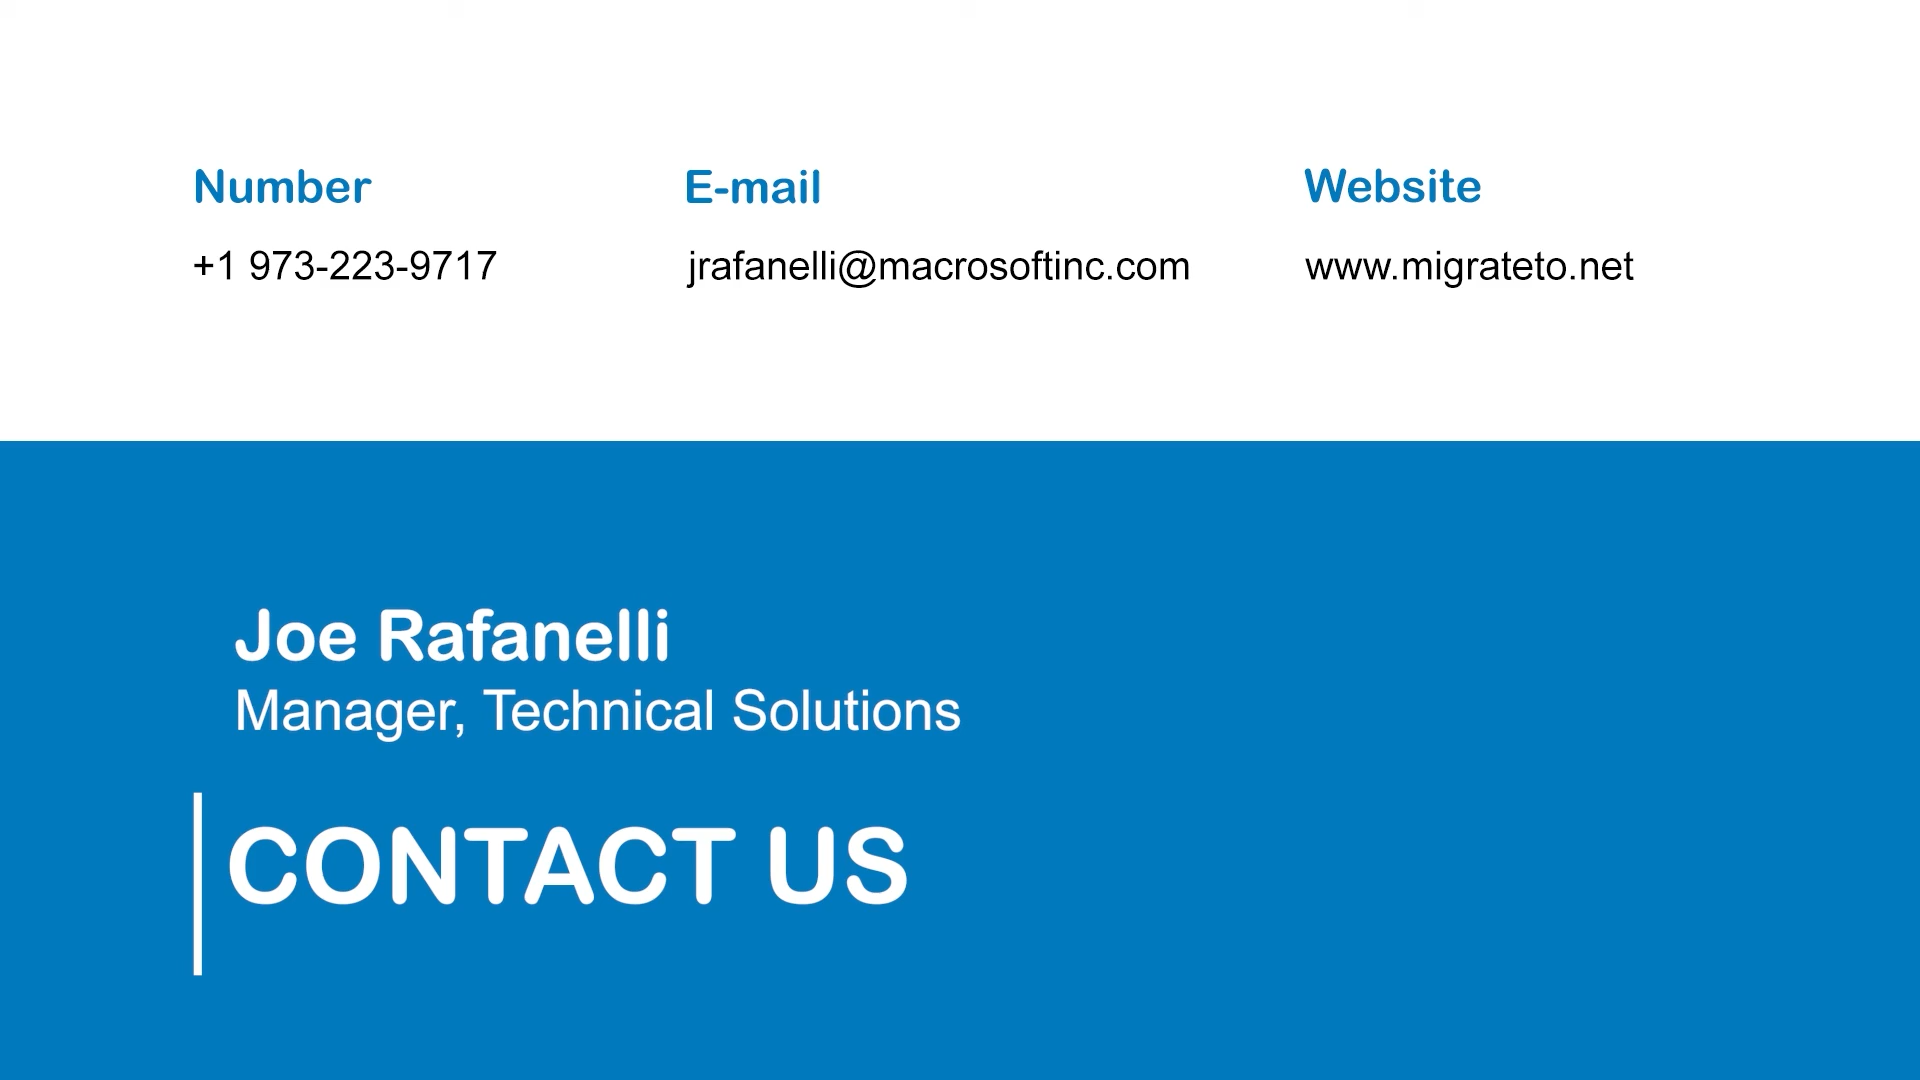 Number
+1 973-223-9717
E-mail
jrafanelli@macrosoftinc.com
Website
www.migrateto.net
Joe Rafanelli
Manager, Technical Solutions
CONTACT US